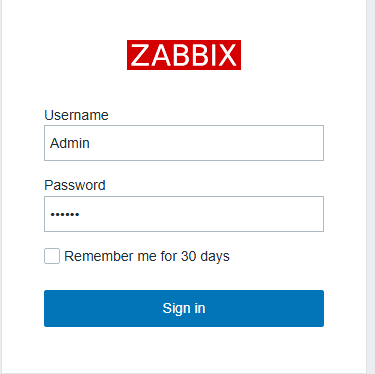 ZABBIX
Username
Admin
Password
••••••
Remember me for 30 days
Sign in